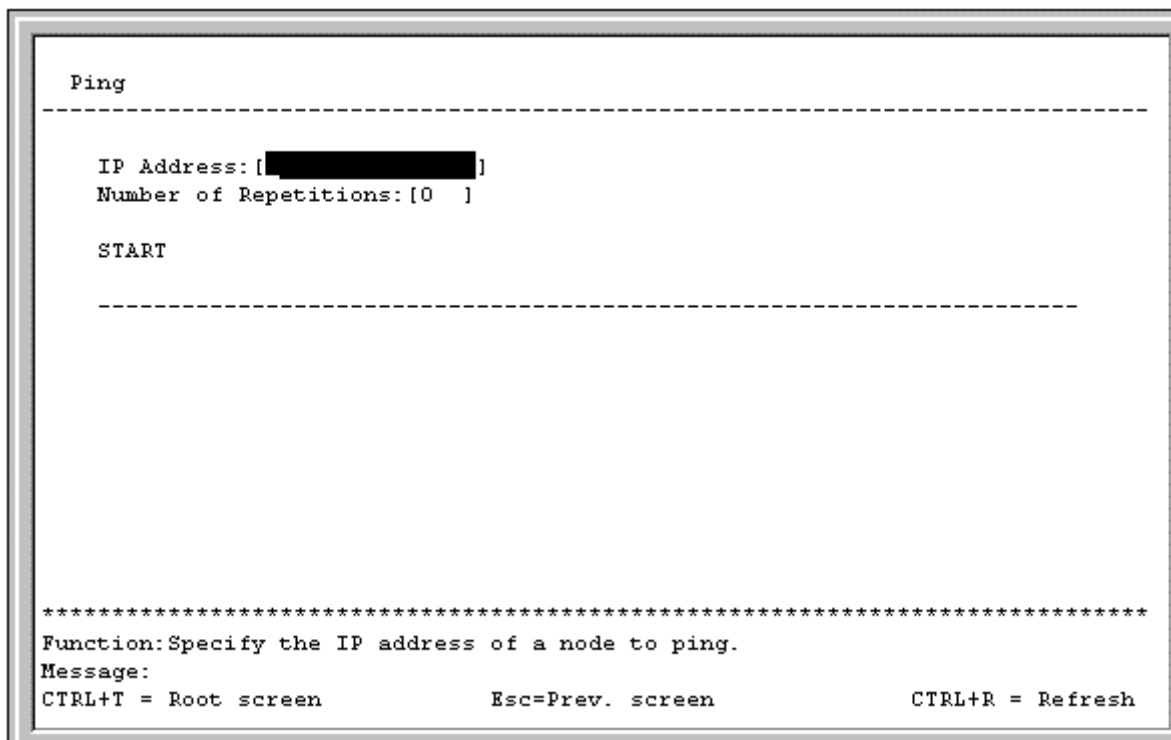 Ping
IP Address:[ ]
Number of Repetitions:[0 ]
START
Function:Specify the IP address of a node to ping.
Message:
CTRL+T = Root screen Esc=Prev. screen CTRL+R = Refresh